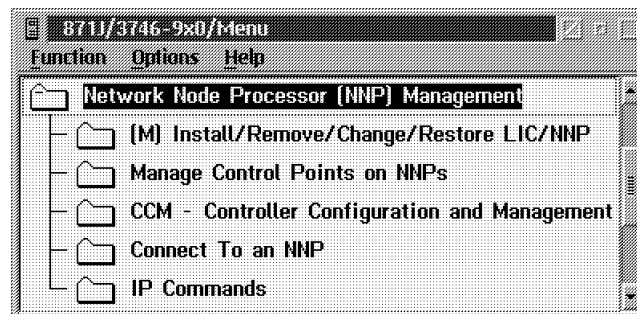 871J/3746-9x0/Menu
Function Options Help
Network Node Processor (NNP) Management
(M) Install/Remove/Change/Restore LIC/NNP
Manage Control Points on NNPs
CCM - Controller Configuration and Management
Connect To an NNP
IP Commands